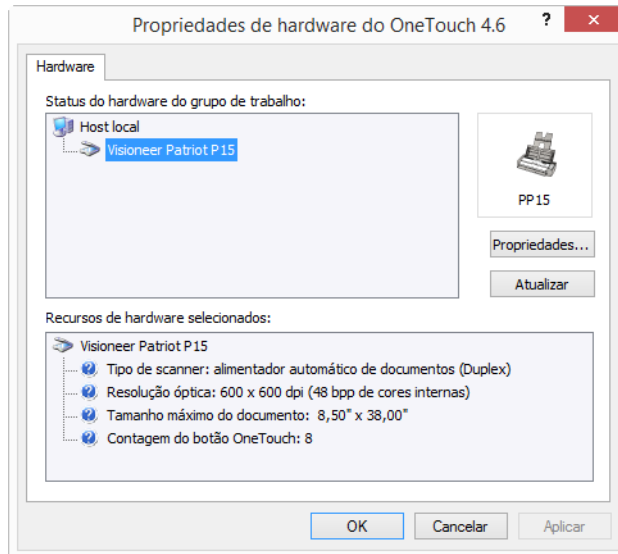 Propriedades de hardware do OneTouch 4.6
?
×
Hardware
Status do hardware do grupo de trabalho:
Host local
Visioneer Patriot P15
PP15
Propriedades...
Atualizar
Recursos de hardware selecionados:
Visioneer Patriot P15
Tipo de scanner: alimentador automático de documentos (Duplex)
Resolução óptica: 600 x 600 dpi (48 bpp de cores internas)
Tamanho máximo do documento: 8,50" x 38,00"
Contagem do botão OneTouch: 8
OK
Cancelar
Aplicar